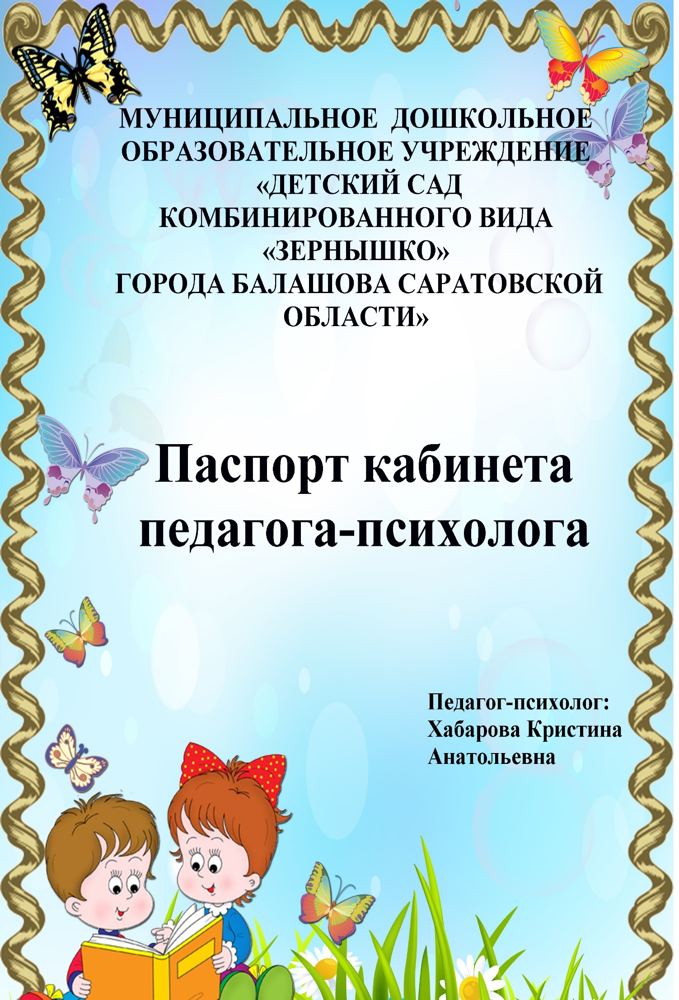 МУНИЦИПАЛЬНОЕ ДОШКОЛЬНОЕ
ОБРАЗОВАТЕЛЬНОЕ УЧРЕЖДЕНИЕ
«ДЕТСКИЙ САД
КОМБИНИРОВАННОГО ВИДА
«ЗЕРНЫШКО»
ГОРОДА БАЛАШОВА САРАТОВСКОЙ
ОБЛАСТИ»
Паспорт кабинета
педагога-психолога
Педагог-психолог:
Хабарова Кристина
Анатольевна